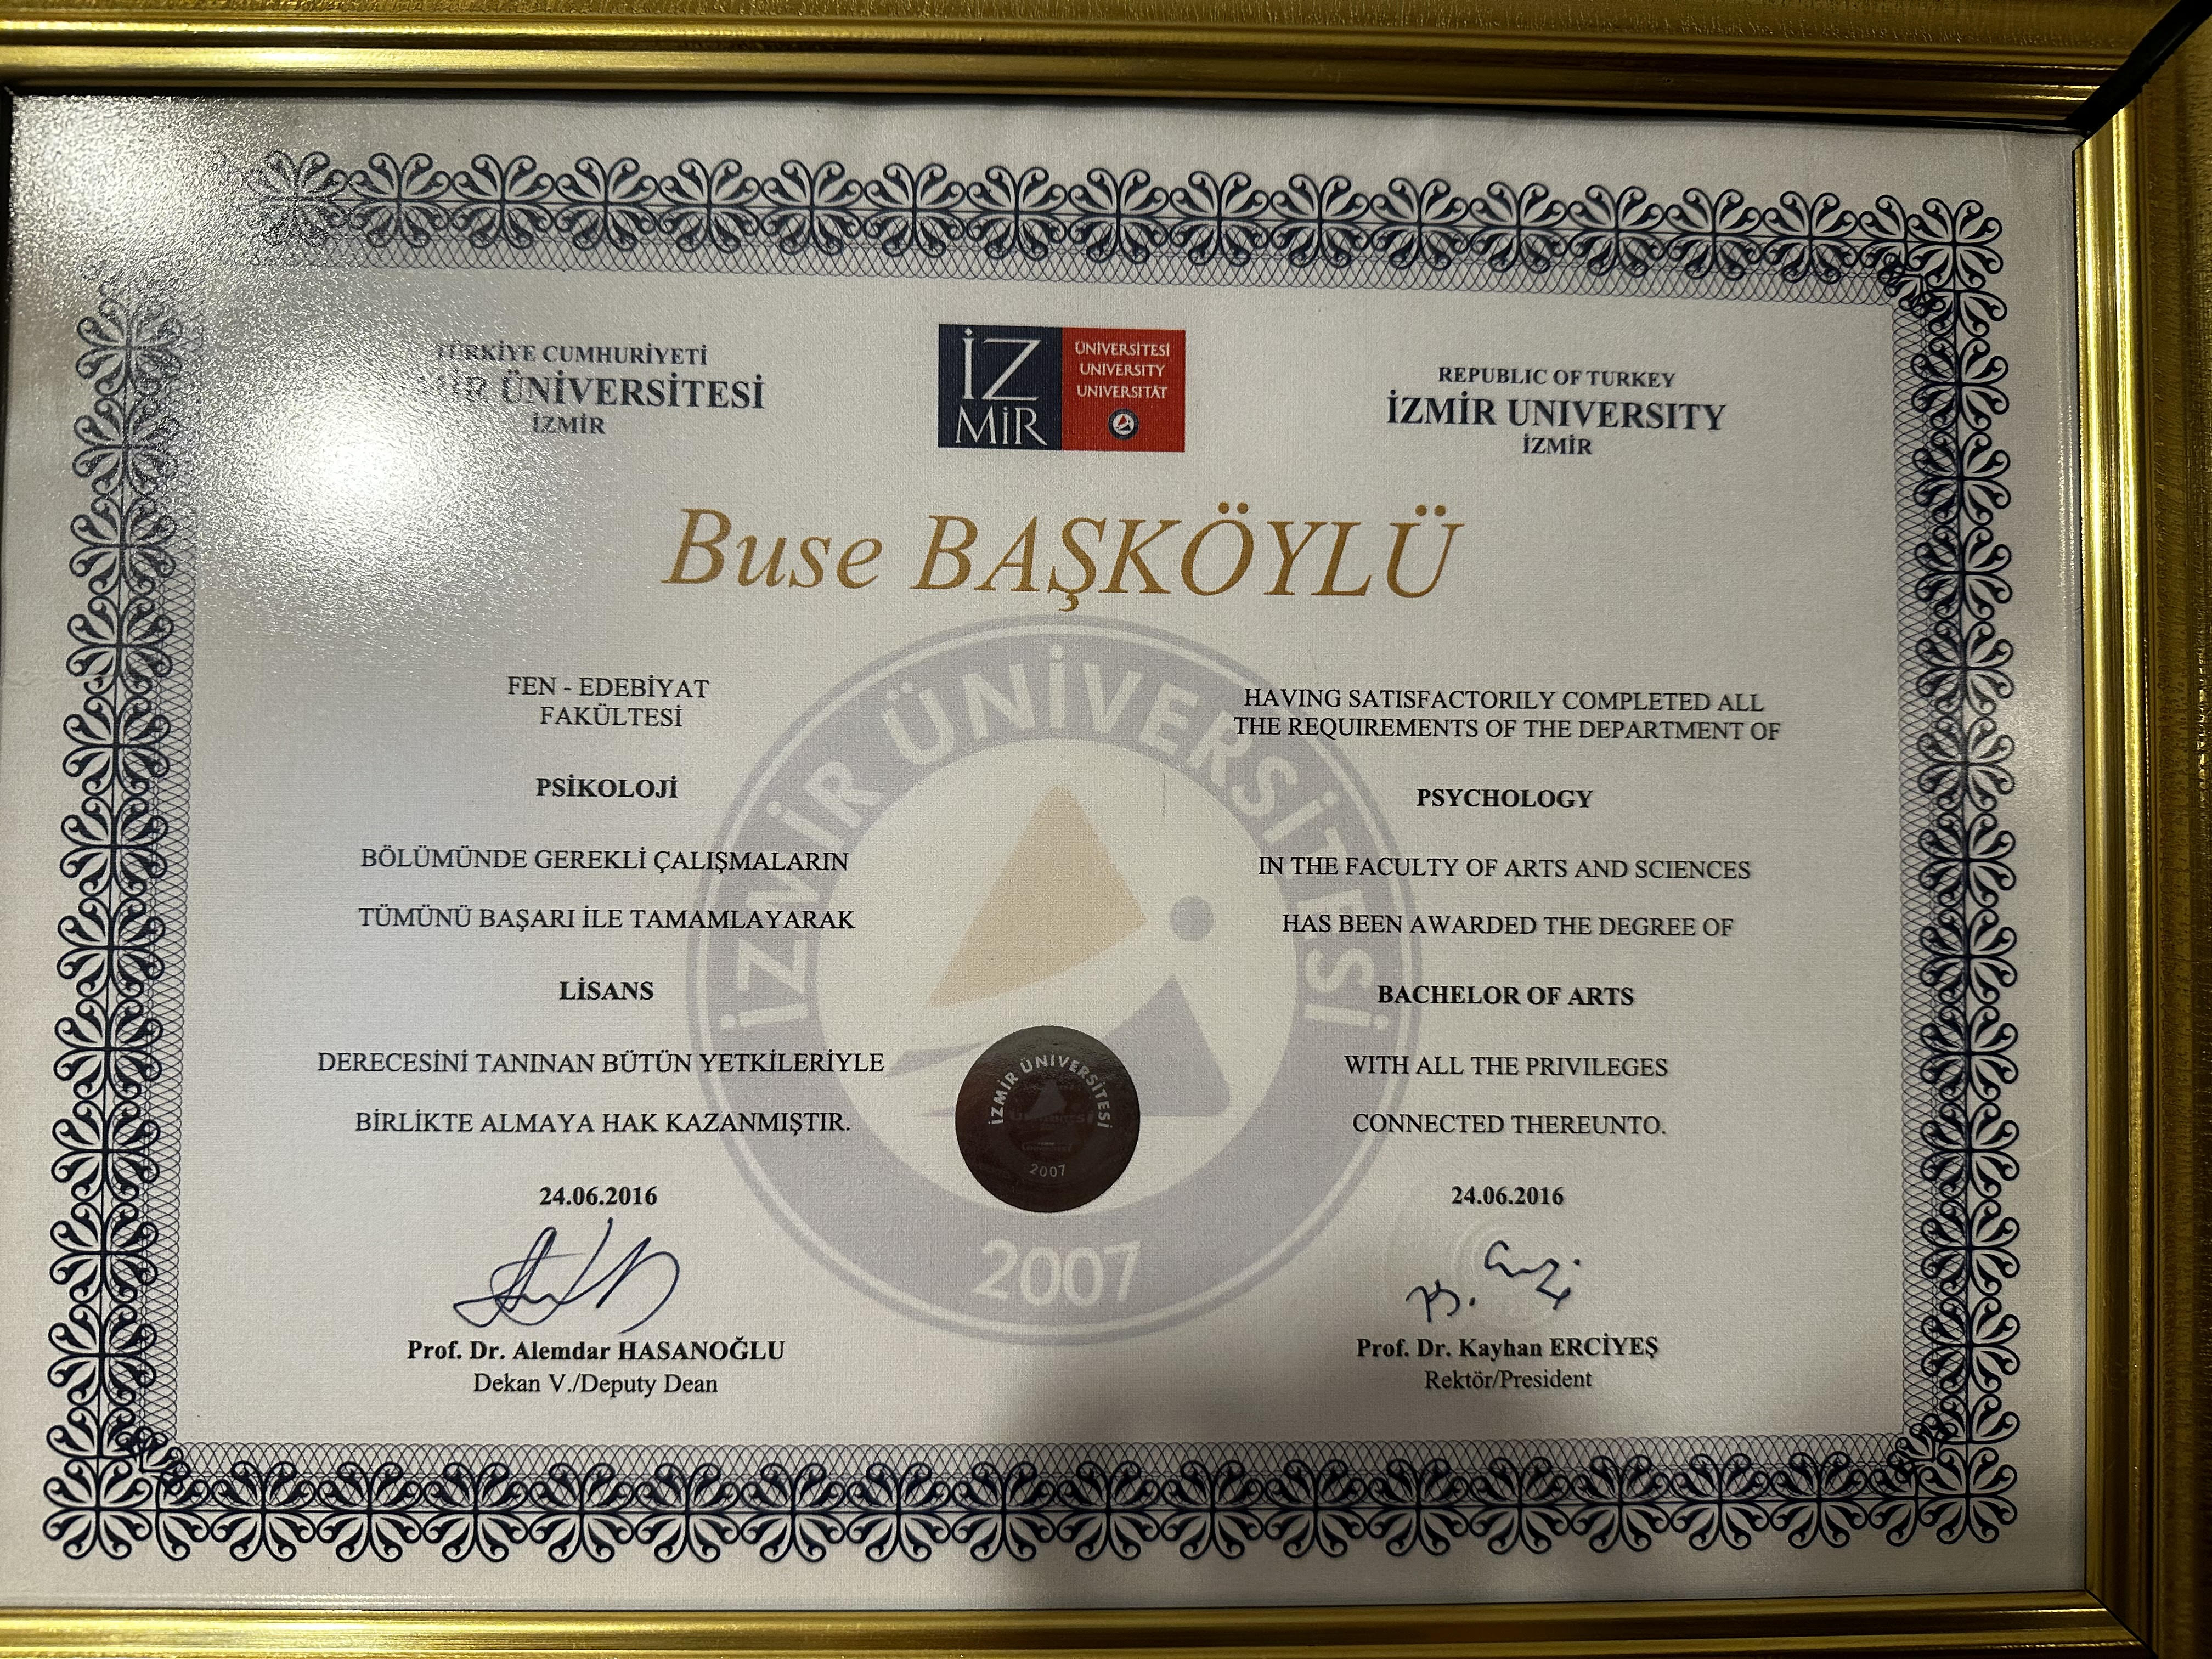 TÜRKİYE CUMHURİYETİ
ÜNİVERSİTESİ
İZMİR
İZ
MİR
ÜNİVERSİTESİ
UNIVERSITY
UNIVERSITÄT
REPUBLIC OF TURKEY
İZMİR UNIVERSITY
İZMİR
Buse BAŞKÖYLÜ
FEN - EDEBİYAT
FAKÜLTESİ
PSİKOLOJİ
BÖLÜMÜNDE GEREKLİ ÇALIŞMALARIN
TÜMÜNÜ BAŞARI İLE TAMAMLAYARAK
LİSANS
DERECESİNİ TANINAN BÜTÜN YETKİLERİYLE
BİRLİKTE ALMAYA HAK KAZANMIŞTIR.
24.06.2016
Prof. Dr. Alemdar HASANOĞLU
Dekan V./Deputy Dean
İZMİR ÜNİVERSİTESİ
2007
İZMİR ÜNİVERSİTESİ
2007
HAVING SATISFACTORILY COMPLETED ALL
THE REQUIREMENTS OF THE DEPARTMENT OF
PSYCHOLOGY
IN THE FACULTY OF ARTS AND SCIENCES
HAS BEEN AWARDED THE DEGREE OF
BACHELOR OF ARTS
WITH ALL THE PRIVILEGES
CONNECTED THEREUNTO.
24.06.2016
Prof. Dr. Kayhan ERCİYEŞ
Rektör/President